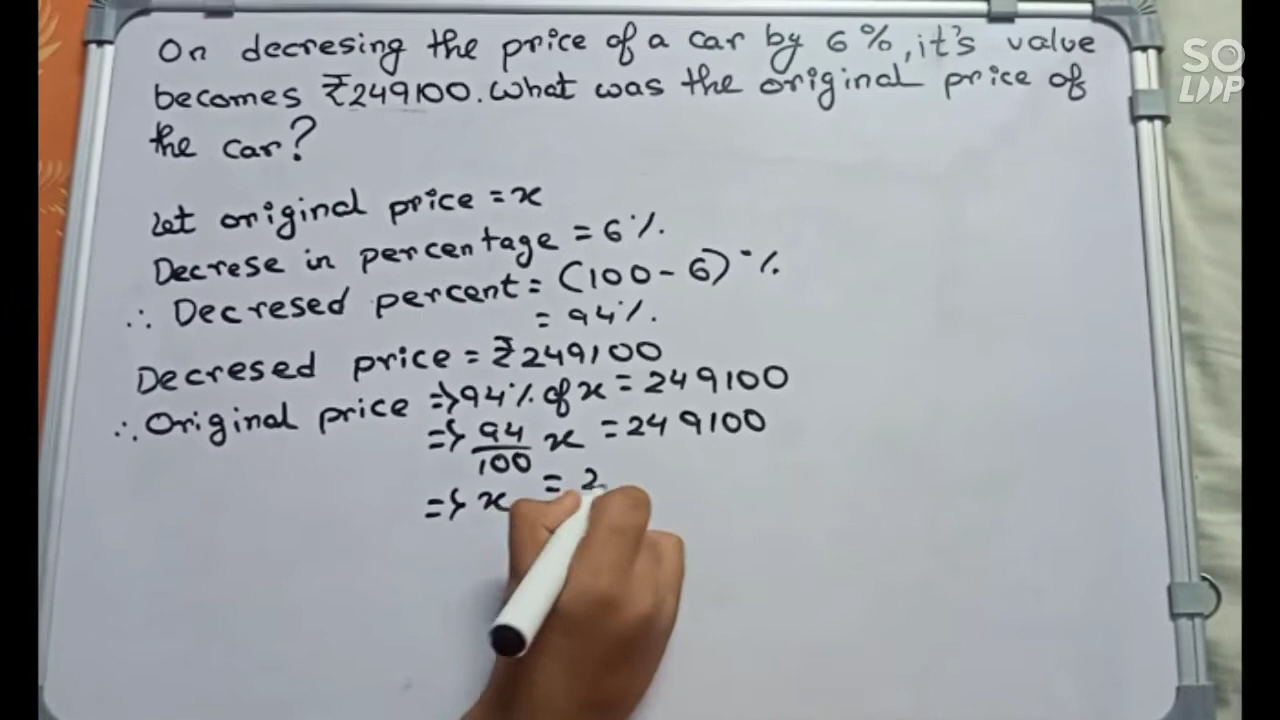 On decresing the price of a car by 6%, it's value
becomes ₹249100. What was the original price of
the car?
Let original price = x
Decrese in percentage = 6%.
∴ Decresed percent = (100 - 6)%
= 94%.
Decresed price = ₹249100
∴ Original price => 94% of x = 249100
=> 94/100 x = 249100
=> x = 2
SO
LOOP